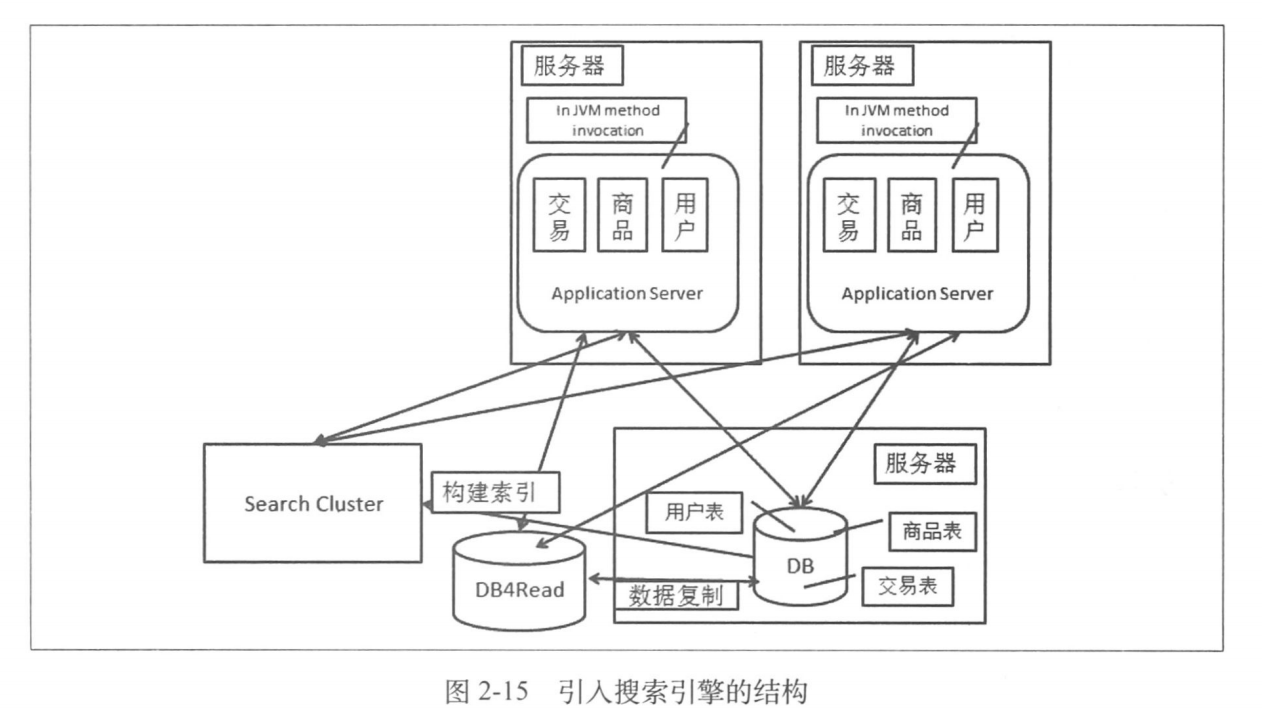 服务器
In JVM method
invocation
交易
商品
用户
Application Server
服务器
In JVM method
invocation
交易
商品
用户
Application Server
Search Cluster
构建索引
DB4Read
数据复制
服务器
用户表
商品表
DB
交易表
图 2-15 引入搜索引擎的结构